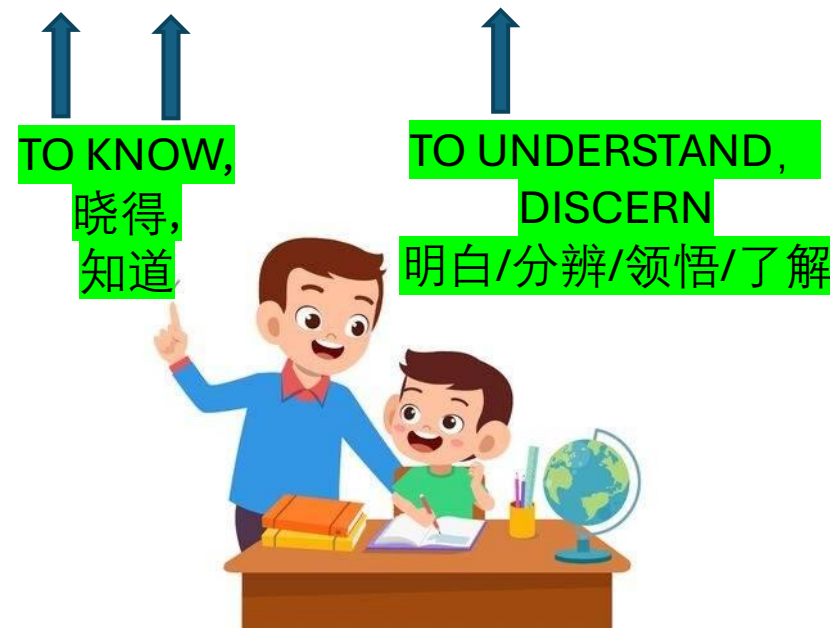 TO KNOW,
晓得,
知道
TO UNDERSTAND,
DISCERN
明白/分辨/领悟/了解